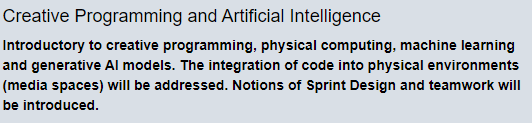 Creative Programming and Artificial Intelligence
Introductory to creative programming, physical computing, machine learning
and generative AI models. The integration of code into physical environments
(media spaces) will be addressed. Notions of Sprint Design and teamwork will
be introduced.